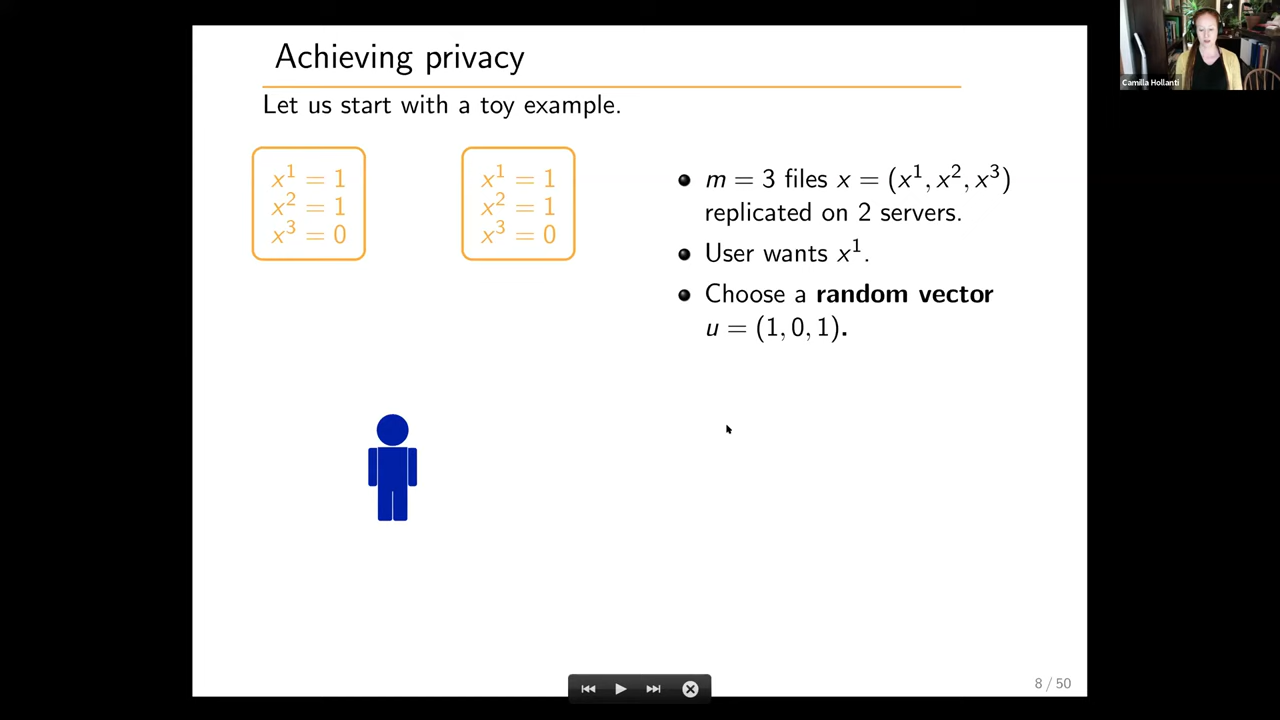 Achieving privacy
Let us start with a toy example.
x¹ = 1
x² = 1
x³ = 0
x¹ = 1
x² = 1
x³ = 0
m = 3 files x = (x¹, x², x³)
replicated on 2 servers.
User wants x¹.
Choose a random vector
u = (1, 0, 1).
8 / 50
Camilla Hollanti